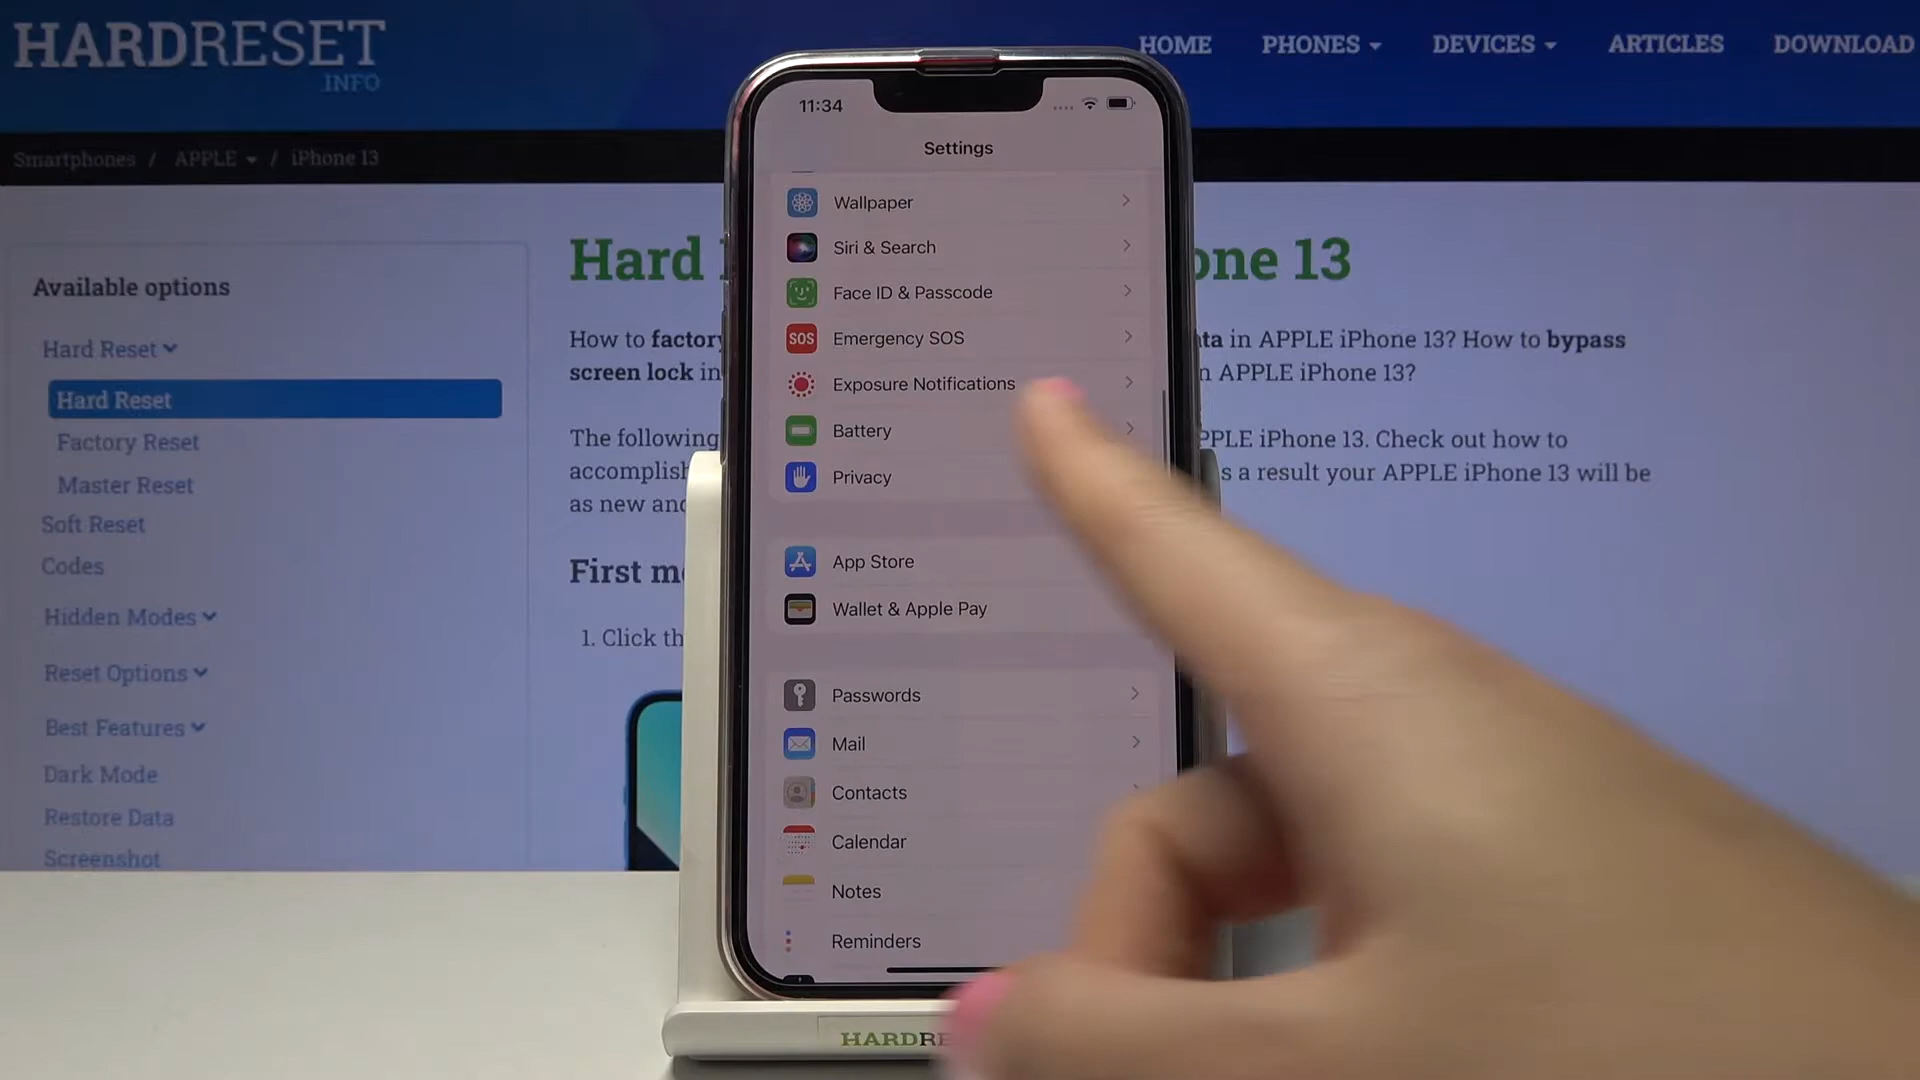 HARDRESET
.INFO
HOME PHONES DEVICES ARTICLES DOWNLOAD
Smartphones / APPLE / iPhone 13
Available options
Hard Reset
Hard Reset
Factory Reset
Master Reset
Soft Reset
Codes
Hidden Modes
Reset Options
Best Features
Dark Mode
Restore Data
Screenshot
Hard one 13
How to factory ata in APPLE iPhone 13? How to bypass
screen lock in n APPLE iPhone 13?
The following PPLE iPhone 13. Check out how to
accomplis s a result your APPLE iPhone 13 will be
as new and
First me
1. Click th
11:34
Settings
Wallpaper
Siri & Search
Face ID & Passcode
SOS Emergency SOS
Exposure Notifications
Battery
Privacy
App Store
Wallet & Apple Pay
Passwords
Mail
Contacts
Calendar
Notes
Reminders
HARDRE